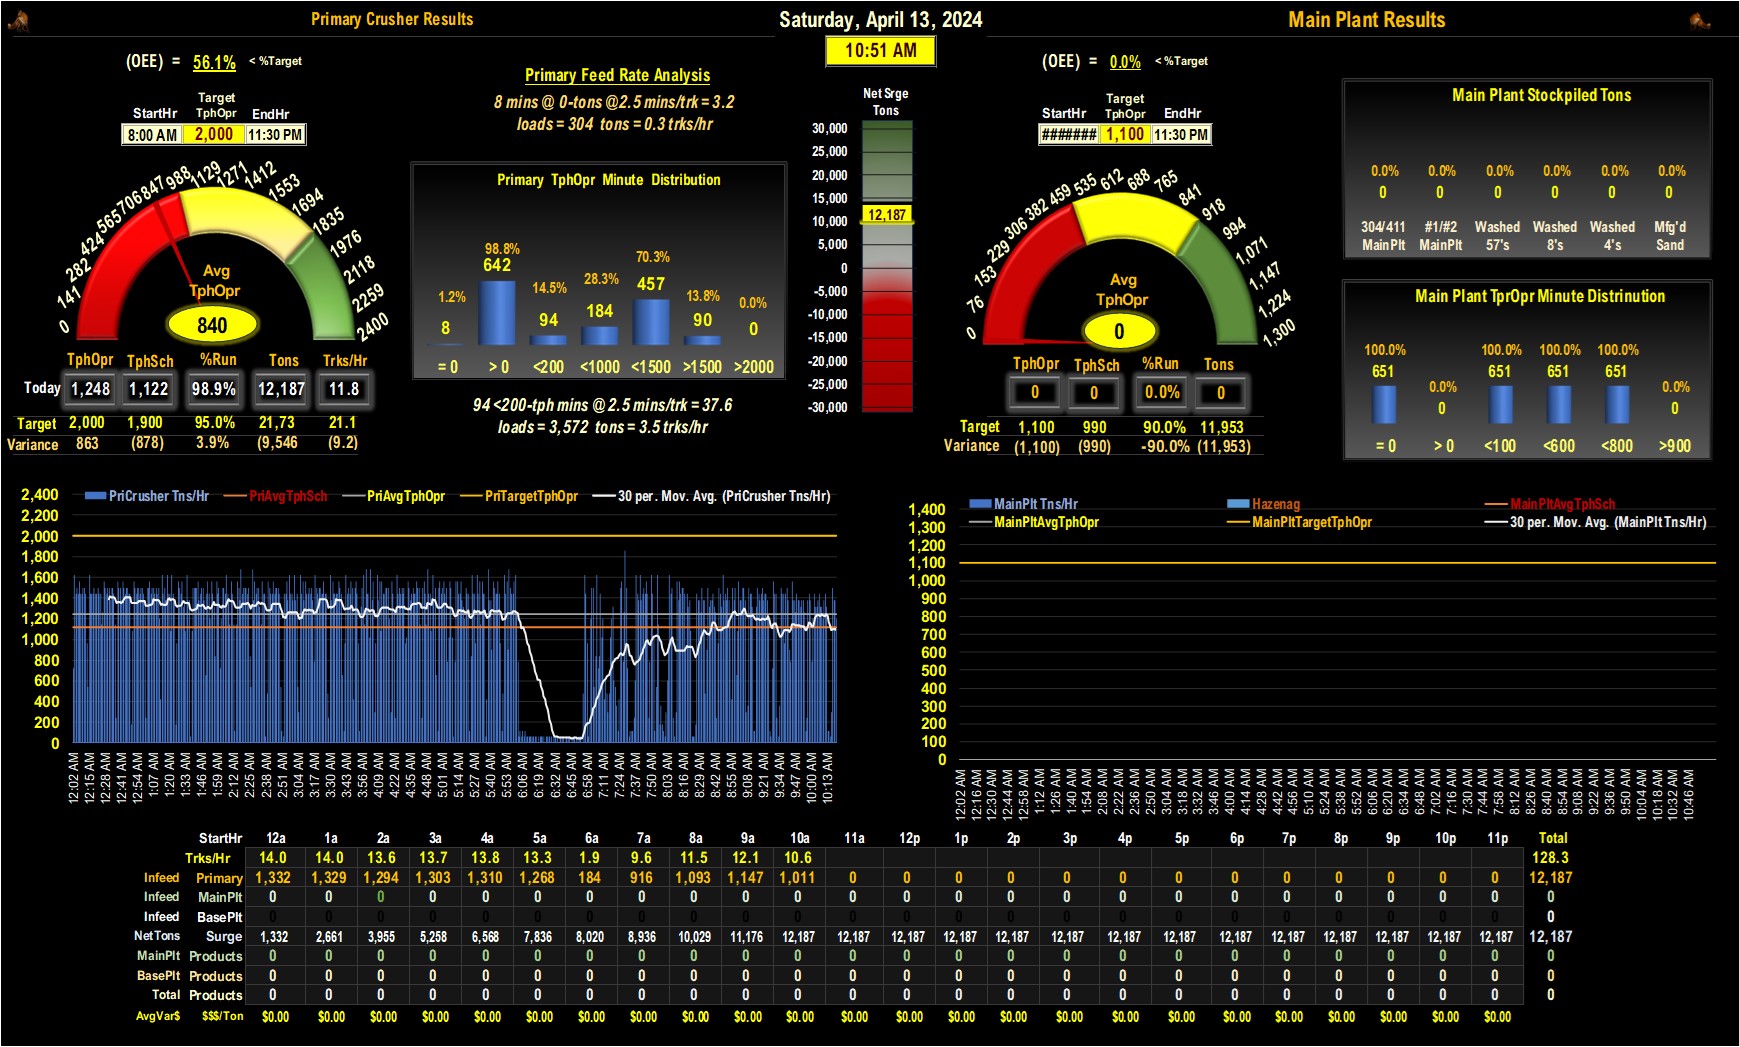 Primary Crusher Results
Saturday, April 13, 2024
Main Plant Results
10:51 AM
(OEE) = 56.1% < %Target
Target
StartHr TphOpr EndHr
8:00 AM 2,000 11:30 PM
0 141 282 424 565 706 847 988 1129 1271 1412 1553 1694 1835 1976 2118 2259 2400
Avg
TphOpr
840
TphOpr TphSch %Run Tons Trks/Hr
Today 1,248 1,122 98.9% 12,187 11.8
Target 2,000 1,900 95.0% 21,73 21.1
Variance 863 (878) 3.9% (9,546 (9.2)
Primary Feed Rate Analysis
8 mins @ 0-tons @2.5 mins/trk = 3.2
loads = 304 tons = 0.3 trks/hr
Primary TphOpr Minute Distribution
1.2% 98.8% 14.5% 28.3% 70.3% 13.8% 0.0%
8 642 94 184 457 90 0
= 0 > 0 <200 <1000 <1500 >1500 >2000
94 <200-tph mins @ 2.5 mins/trk = 37.6
loads = 3,572 tons = 3.5 trks/hr
Net Srge
Tons
30,000
25,000
20,000
15,000
12,187
10,000
5,000
0
-5,000
-10,000
-15,000
-20,000
-25,000
-30,000
(OEE) = 0.0% < %Target
Target
StartHr TphOpr EndHr
####### 1,100 11:30 PM
0 76 153 229 306 382 459 535 612 688 765 841 918 994 1,071 1,147 1,224 1,300
Avg
TphOpr
0
TphOpr TphSch %Run Tons
0 0 0.0% 0
Target 1,100 990 90.0% 11,953
Variance (1,100) (990) -90.0% (11,953)
Main Plant Stockpiled Tons
0.0% 0.0% 0.0% 0.0% 0.0% 0.0%
0 0 0 0 0 0
304/411 #1/#2 Washed Washed Washed Mfg'd
MainPlt MainPlt 57's 8's 4's Sand
Main Plant TprOpr Minute Distrinution
100.0% 0.0% 100.0% 100.0% 100.0% 0.0%
651 0 651 651 651 0
= 0 > 0 <100 <600 <800 >900
PriCrusher Tns/Hr PriAvgTphSch PriAvgTphOpr PriTargetTphOpr 30 per. Mov. Avg. (PriCrusher Tns/Hr)
2,400
2,200
2,000
1,800
1,600
1,400
1,200
1,000
800
600
400
200
0
12:02 AM 12:15 AM 12:28 AM 12:41 AM 12:54 AM 1:07 AM 1:20 AM 1:33 AM 1:46 AM 1:59 AM 2:12 AM 2:25 AM 2:38 AM 2:51 AM 3:04 AM 3:17 AM 3:30 AM 3:43 AM 3:56 AM 4:09 AM 4:22 AM 4:35 AM 4:48 AM 5:01 AM 5:14 AM 5:27 AM 5:40 AM 5:53 AM 6:06 AM 6:19 AM 6:32 AM 6:45 AM 6:58 AM 7:11 AM 7:24 AM 7:37 AM 7:50 AM 8:03 AM 8:16 AM 8:29 AM 8:42 AM 8:55 AM 9:08 AM 9:21 AM 9:34 AM 9:47 AM 10:00 AM 10:13 AM
MainPlt Tns/Hr Hazenag MainPltAvgTphSch
MainPltAvgTphOpr MainPltTargetTphOpr 30 per. Mov. Avg. (MainPlt Tns/Hr)
1,400
1,300
1,200
1,100
1,000
900
800
700
600
500
400
300
200
100
0
12:02 AM 12:16 AM 12:30 AM 12:44 AM 12:58 AM 1:12 AM 1:26 AM 1:40 AM 1:54 AM 2:08 AM 2:22 AM 2:36 AM 2:50 AM 3:04 AM 3:18 AM 3:32 AM 3:46 AM 4:00 AM 4:14 AM 4:28 AM 4:42 AM 4:56 AM 5:10 AM 5:24 AM 5:38 AM 5:52 AM 6:06 AM 6:20 AM 6:34 AM 6:48 AM 7:02 AM 7:16 AM 7:30 AM 7:44 AM 7:58 AM 8:12 AM 8:26 AM 8:40 AM 8:54 AM 9:08 AM 9:22 AM 9:36 AM 9:50 AM 10:04 AM 10:18 AM 10:32 AM 10:46 AM
StartHr 12a 1a 2a 3a 4a 5a 6a 7a 8a 9a 10a 11a 12p 1p 2p 3p 4p 5p 6p 7p 8p 9p 10p 11p Total
Trks/Hr 14.0 14.0 13.6 13.7 13.8 13.3 1.9 9.6 11.5 12.1 10.6 128.3
Infeed Primary 1,332 1,329 1,294 1,303 1,310 1,268 184 916 1,093 1,147 1,011 0 0 0 0 0 0 0 0 0 0 0 0 0 12,187
Infeed MainPlt 0 0 0 0 0 0 0 0 0 0 0 0 0 0 0 0 0 0 0 0 0 0 0 0 0
Infeed BasePlt 0 0 0 0 0 0 0 0 0 0 0 0 0 0 0 0 0 0 0 0 0 0 0 0 0
NetTons Surge 1,332 2,661 3,955 5,258 6,568 7,836 8,020 8,936 10,029 11,176 12,187 12,187 12,187 12,187 12,187 12,187 12,187 12,187 12,187 12,187 12,187 12,187 12,187 12,187 12,187
MainPlt Products 0 0 0 0 0 0 0 0 0 0 0 0 0 0 0 0 0 0 0 0 0 0 0 0 0
BasePlt Products 0 0 0 0 0 0 0 0 0 0 0 0 0 0 0 0 0 0 0 0 0 0 0 0 0
Total Products 0 0 0 0 0 0 0 0 0 0 0 0 0 0 0 0 0 0 0 0 0 0 0 0 0
AvgVar$ $$$/Ton $0.00 $0.00 $0.00 $0.00 $0.00 $0.00 $0.00 $0.00 $0.00 $0.00 $0.00 $0.00 $0.00 $0.00 $0.00 $0.00 $0.00 $0.00 $0.00 $0.00 $0.00 $0.00 $0.00 $0.00